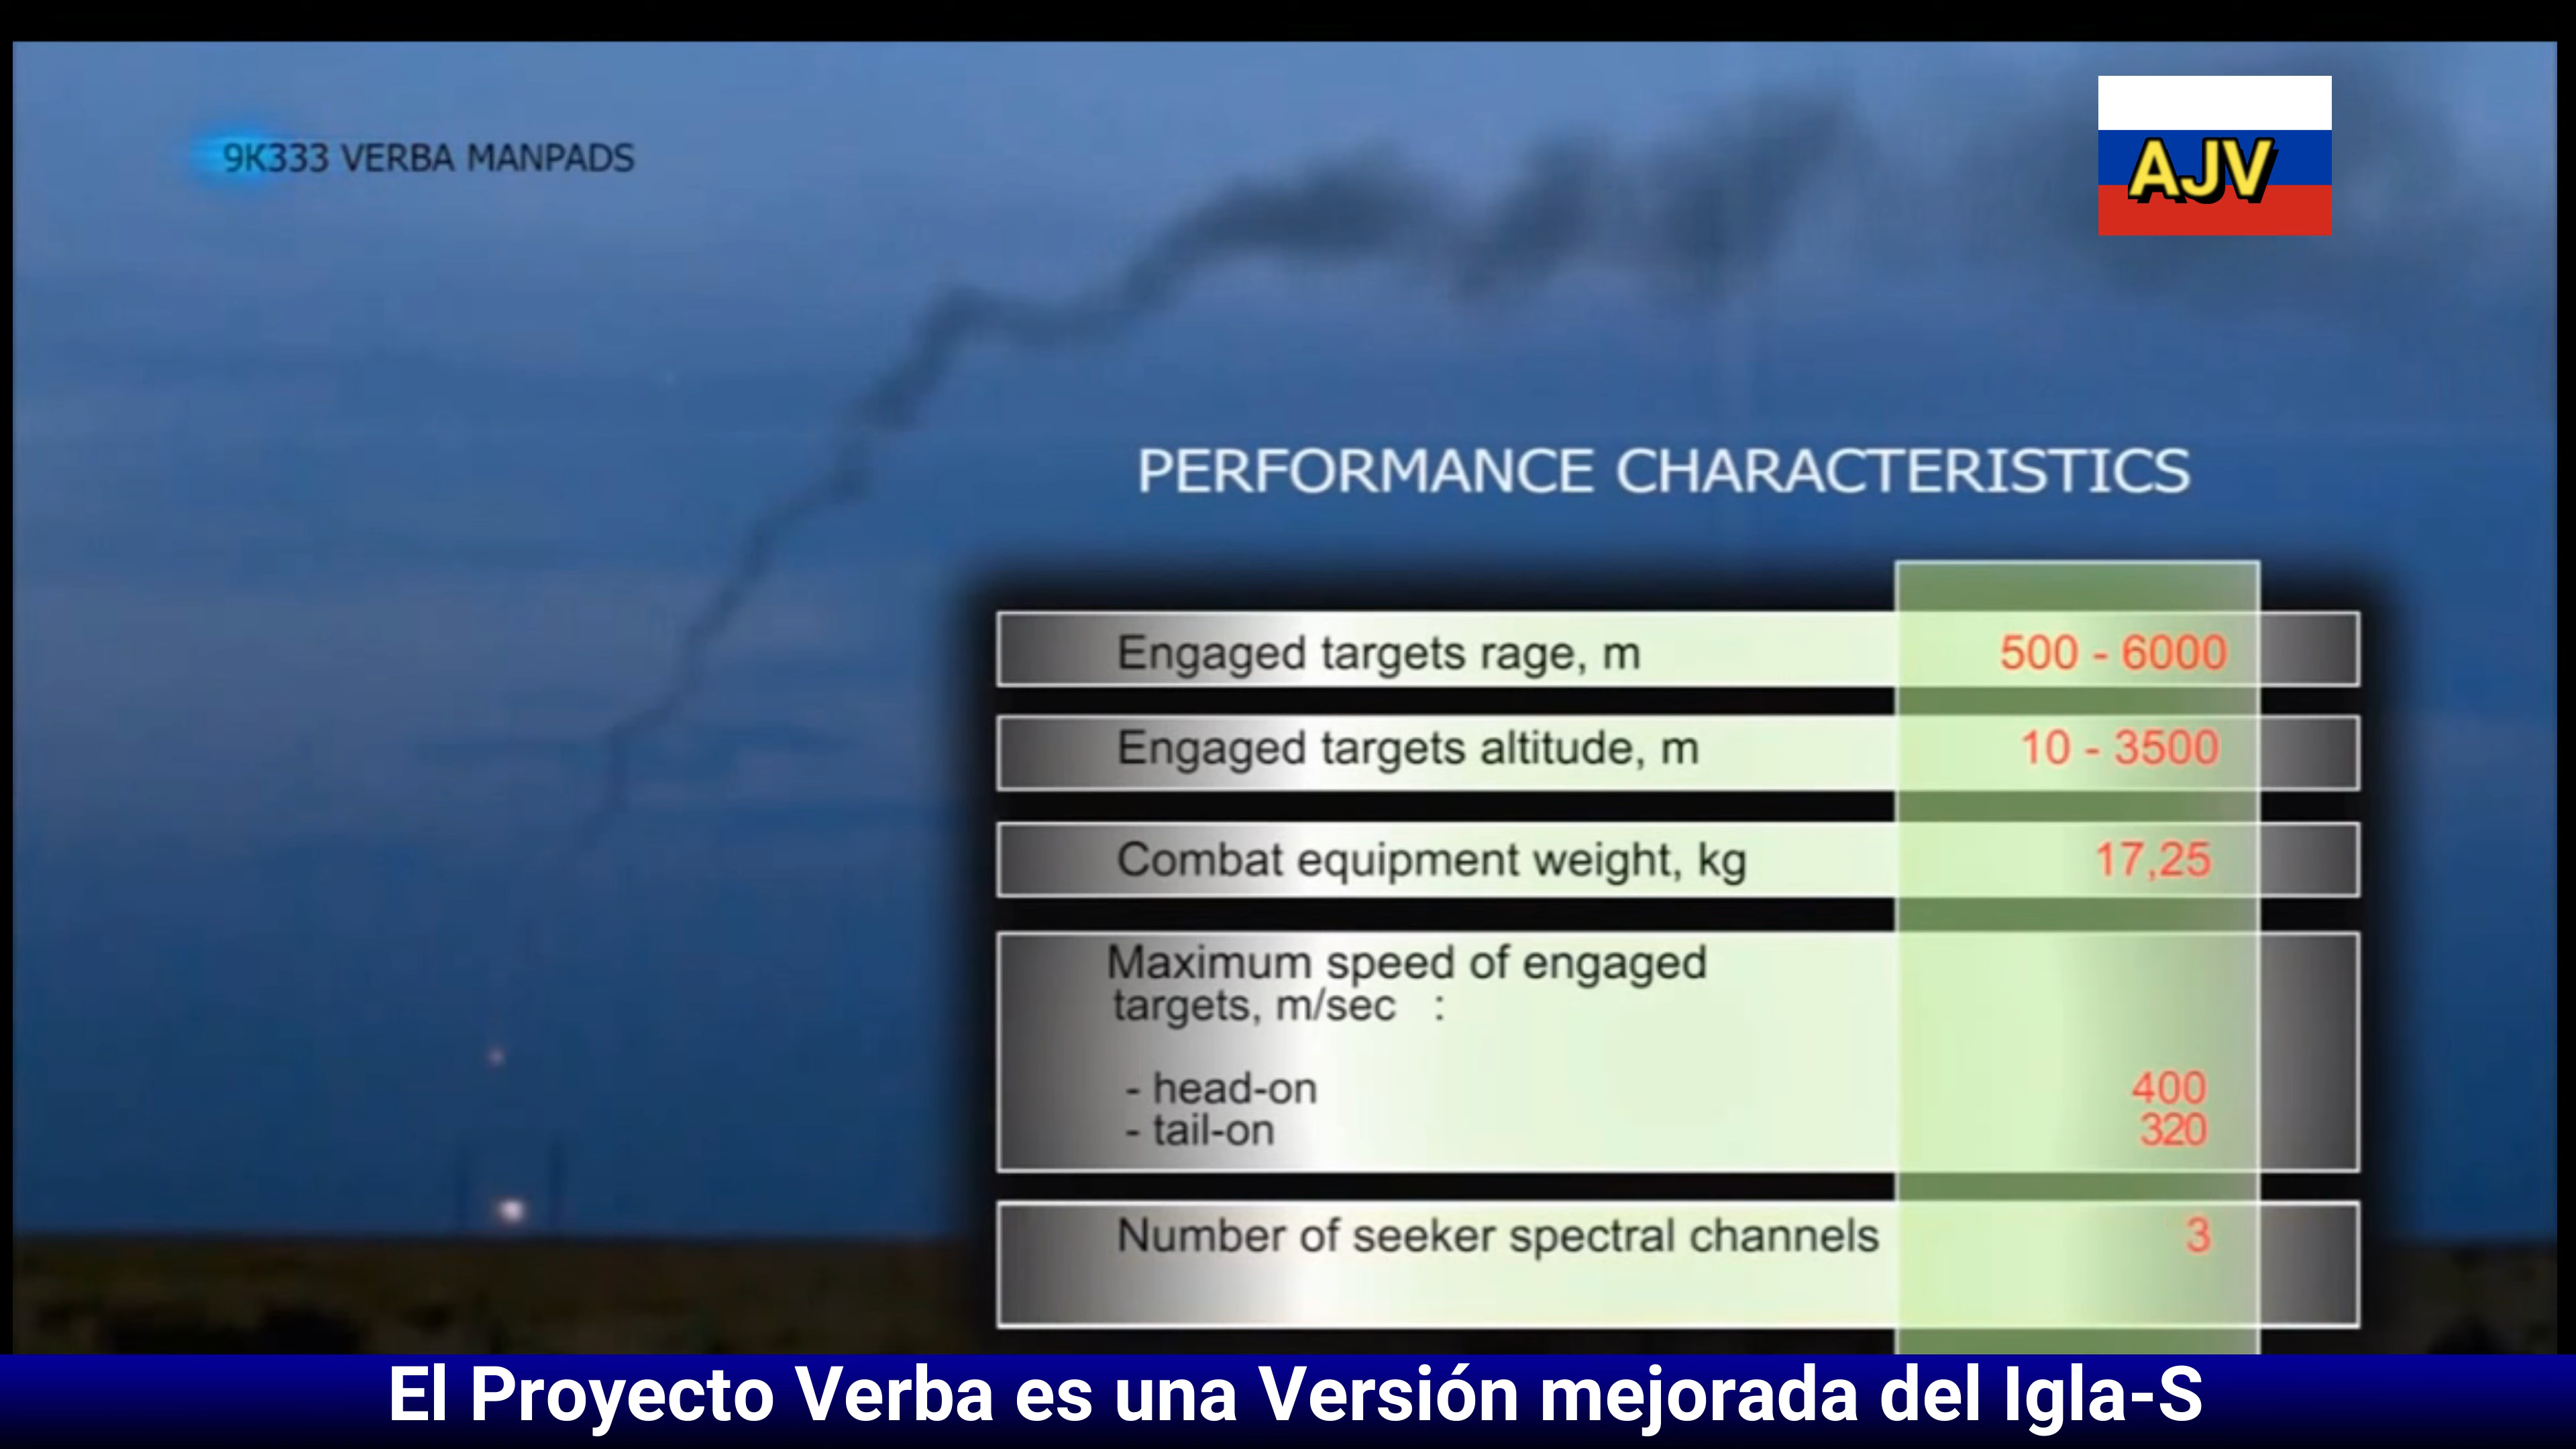 9K333 VERBA MANPADS
AJV
PERFORMANCE CHARACTERISTICS
Engaged targets rage, m 500 - 6000
Engaged targets altitude, m 10 - 3500
Combat equipment weight, kg 17,25
Maximum speed of engaged
targets, m/sec :
- head-on 400
- tail-on 320
Number of seeker spectral channels 3
El Proyecto Verba es una Versión mejorada del Igla-S